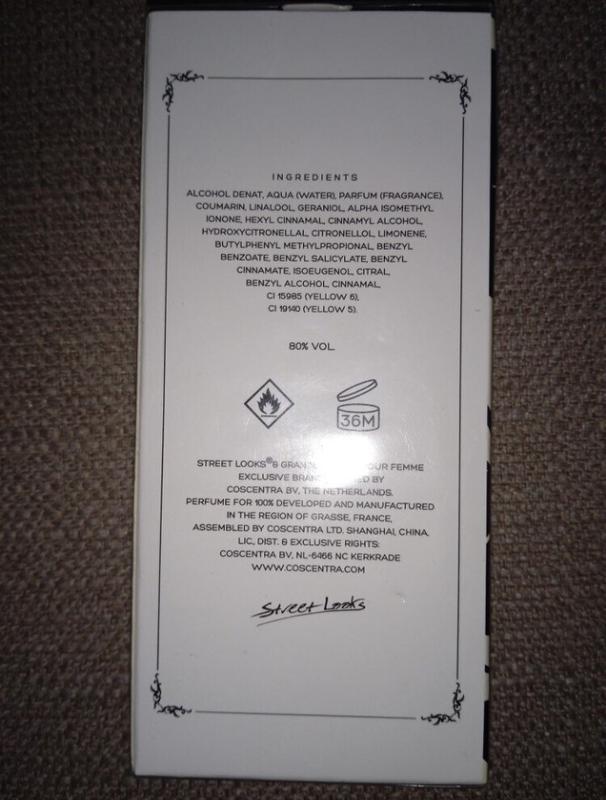 INGREDIENTS
ALCOHOL DENAT, AQUA (WATER), PARFUM (FRAGRANCE),
COUMARIN, LINALOOL, GERANIOL, ALPHA ISOMETHYL
IONONE, HEXYL CINNAMAL, CINNAMYL ALCOHOL,
HYDROXYCITRONELLAL, CITRONELLOL, LIMONENE,
BUTYLPHENYL METHYLPROPIONAL, BENZYL
BENZOATE, BENZYL SALICYLATE, BENZYL
CINNAMATE, ISOEUGENOL, CITRAL,
BENZYL ALCOHOL, CINNAMAL,
CI 15985 (YELLOW 6),
CI 19140 (YELLOW 5).
80% VOL.
36M
STREET LOOKS® & FEMME
EXCLUSIVE BY
COSCENTRA BV, THE NETHERLANDS.
PERFUME FOR 100% DEVELOPED AND MANUFACTURED
IN THE REGION OF GRASSE, FRANCE,
ASSEMBLED BY COSCENTRA LTD. SHANGHAI, CHINA.
LIC, DIST. & EXCLUSIVE RIGHTS:
COSCENTRA BV, NL-6466 NC KERKRADE
WWW.COSCENTRA.COM
Street Looks